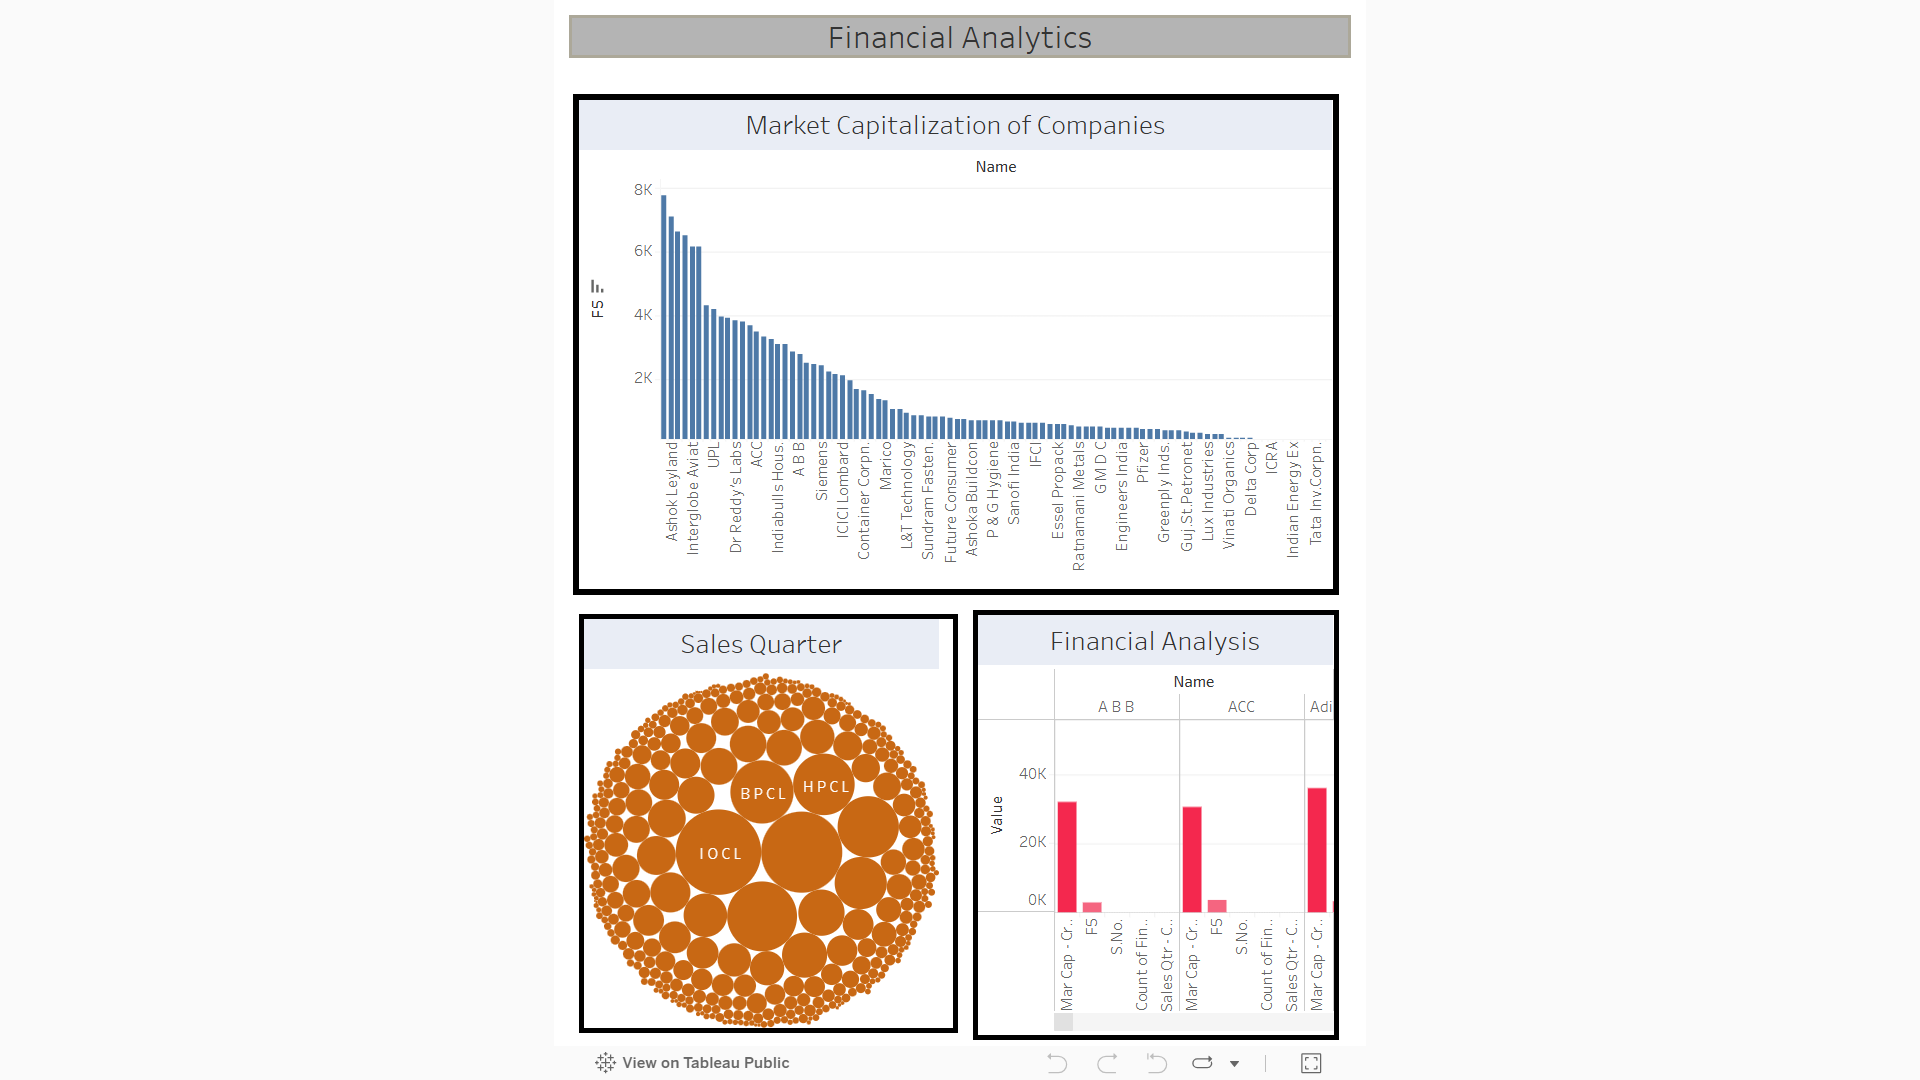 Financial Analytics
Market Capitalization of Companies
Name
8K
6K
4K
2K
F5
Ashok Leyland
Interglobe Aviat
UPL
Dr Reddy's Labs
ACC
Indiabulls Hous.
A B B
Siemens
ICICI Lombard
Container Corpn.
Marico
L&T Technology
Sundram Fasten.
Future Consumer
Ashoka Buildcon
P & G Hygiene
Sanofi India
IFCI
Essel Propack
Ratnamani Metals
G M D C
Engineers India
Pfizer
Greenply Inds.
Guj.St.Petronet
Lux Industries
Vinati Organics
Delta Corp
ICRA
Indian Energy Ex
Tata Inv.Corpn.
Sales Quarter
B P C L
H P C L
I O C L
Financial Analysis
Name
A B B
ACC
Adi
40K
20K
0K
Value
Mar Cap - Cr..
F5
S.No.
Count of Fin..
Sales Qtr - C..
Mar Cap - Cr..
F5
S.No.
Count of Fin..
Sales Qtr - C..
Mar Cap - Cr..
View on Tableau Public